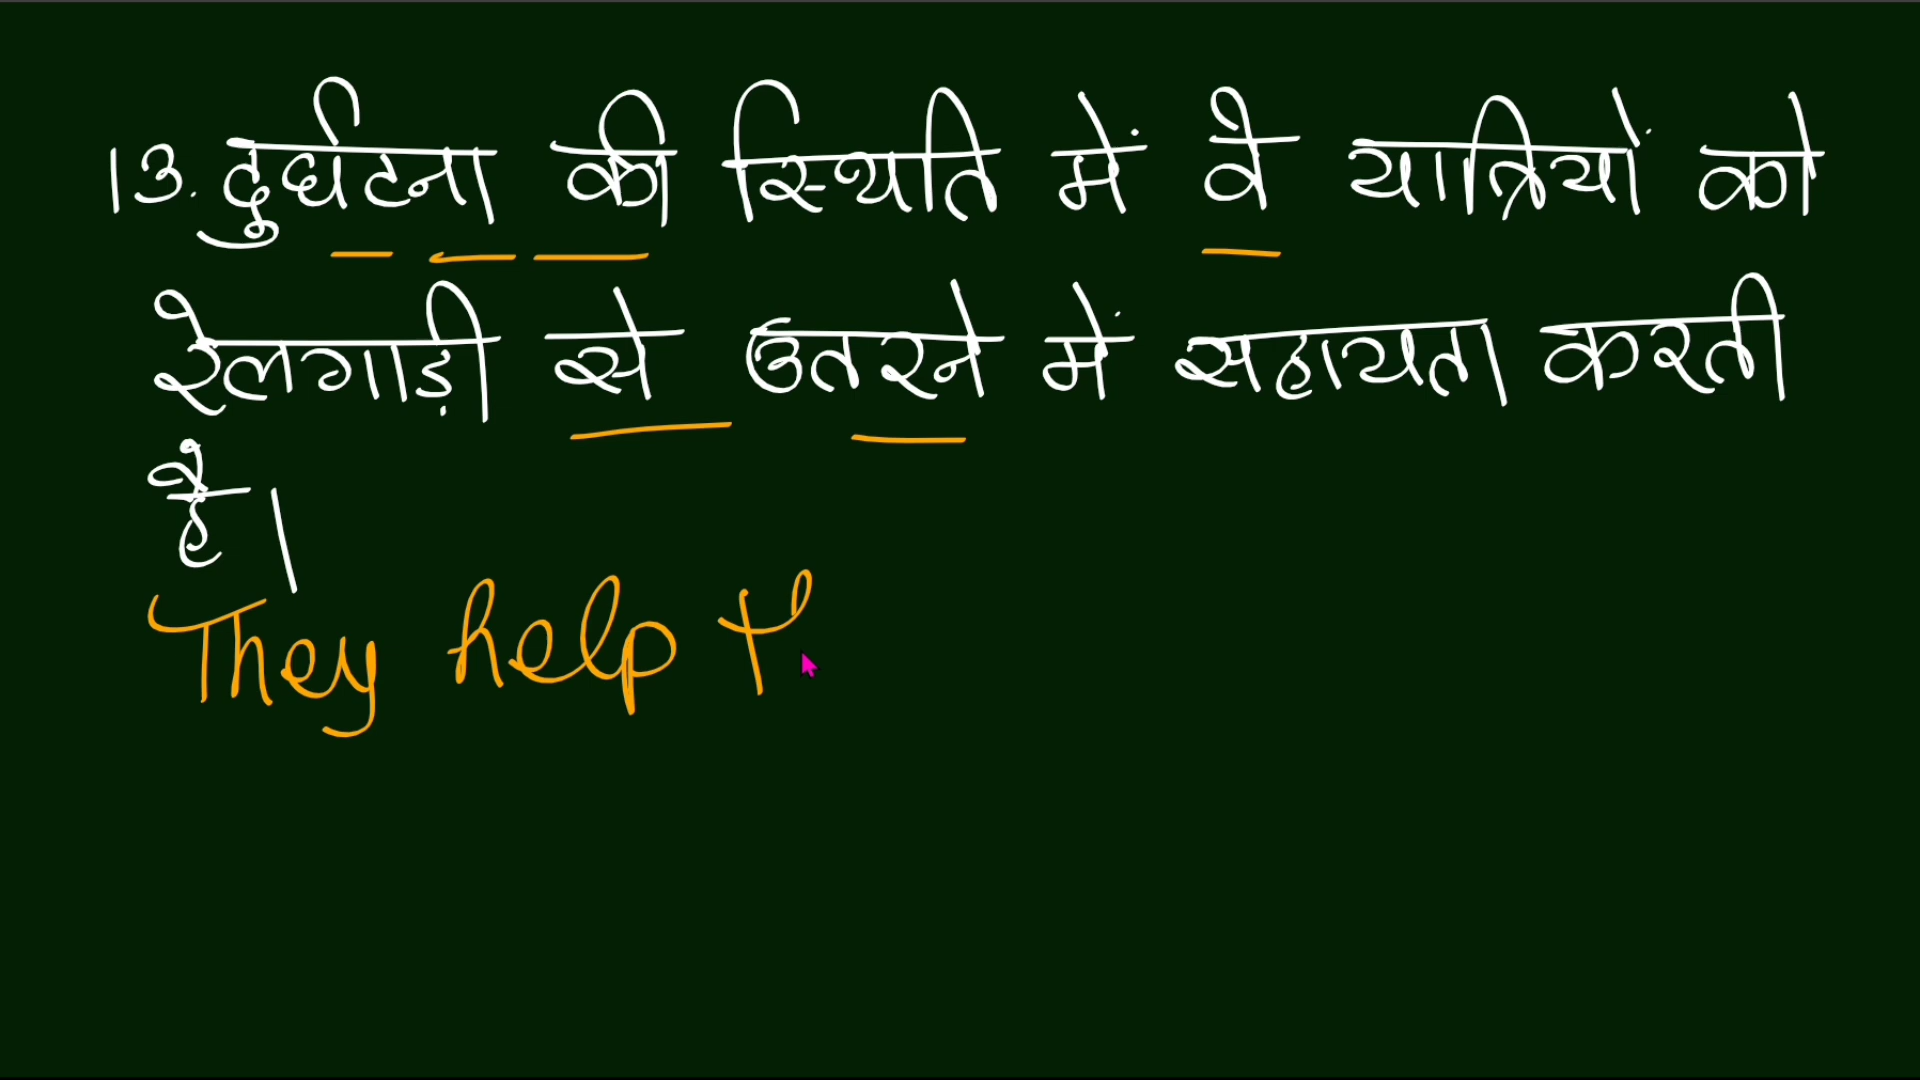 13. दुर्घटना की स्थिति में वे यात्रियों को
रेलगाड़ी से उतरने में सहायता करती
है।
They help